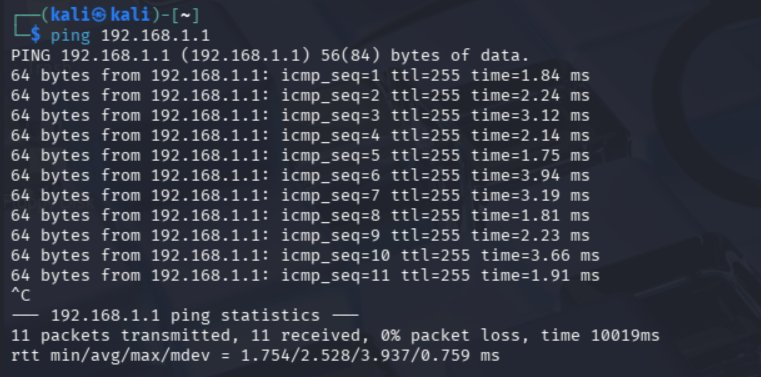 ┌──(kali㉿kali)-[~]
└─$ ping 192.168.1.1
PING 192.168.1.1 (192.168.1.1) 56(84) bytes of data.
64 bytes from 192.168.1.1: icmp_seq=1 ttl=255 time=1.84 ms
64 bytes from 192.168.1.1: icmp_seq=2 ttl=255 time=2.24 ms
64 bytes from 192.168.1.1: icmp_seq=3 ttl=255 time=3.12 ms
64 bytes from 192.168.1.1: icmp_seq=4 ttl=255 time=2.14 ms
64 bytes from 192.168.1.1: icmp_seq=5 ttl=255 time=1.75 ms
64 bytes from 192.168.1.1: icmp_seq=6 ttl=255 time=3.94 ms
64 bytes from 192.168.1.1: icmp_seq=7 ttl=255 time=3.19 ms
64 bytes from 192.168.1.1: icmp_seq=8 ttl=255 time=1.81 ms
64 bytes from 192.168.1.1: icmp_seq=9 ttl=255 time=2.23 ms
64 bytes from 192.168.1.1: icmp_seq=10 ttl=255 time=3.66 ms
64 bytes from 192.168.1.1: icmp_seq=11 ttl=255 time=1.91 ms
^C
--- 192.168.1.1 ping statistics ---
11 packets transmitted, 11 received, 0% packet loss, time 10019ms
rtt min/avg/max/mdev = 1.754/2.528/3.937/0.759 ms